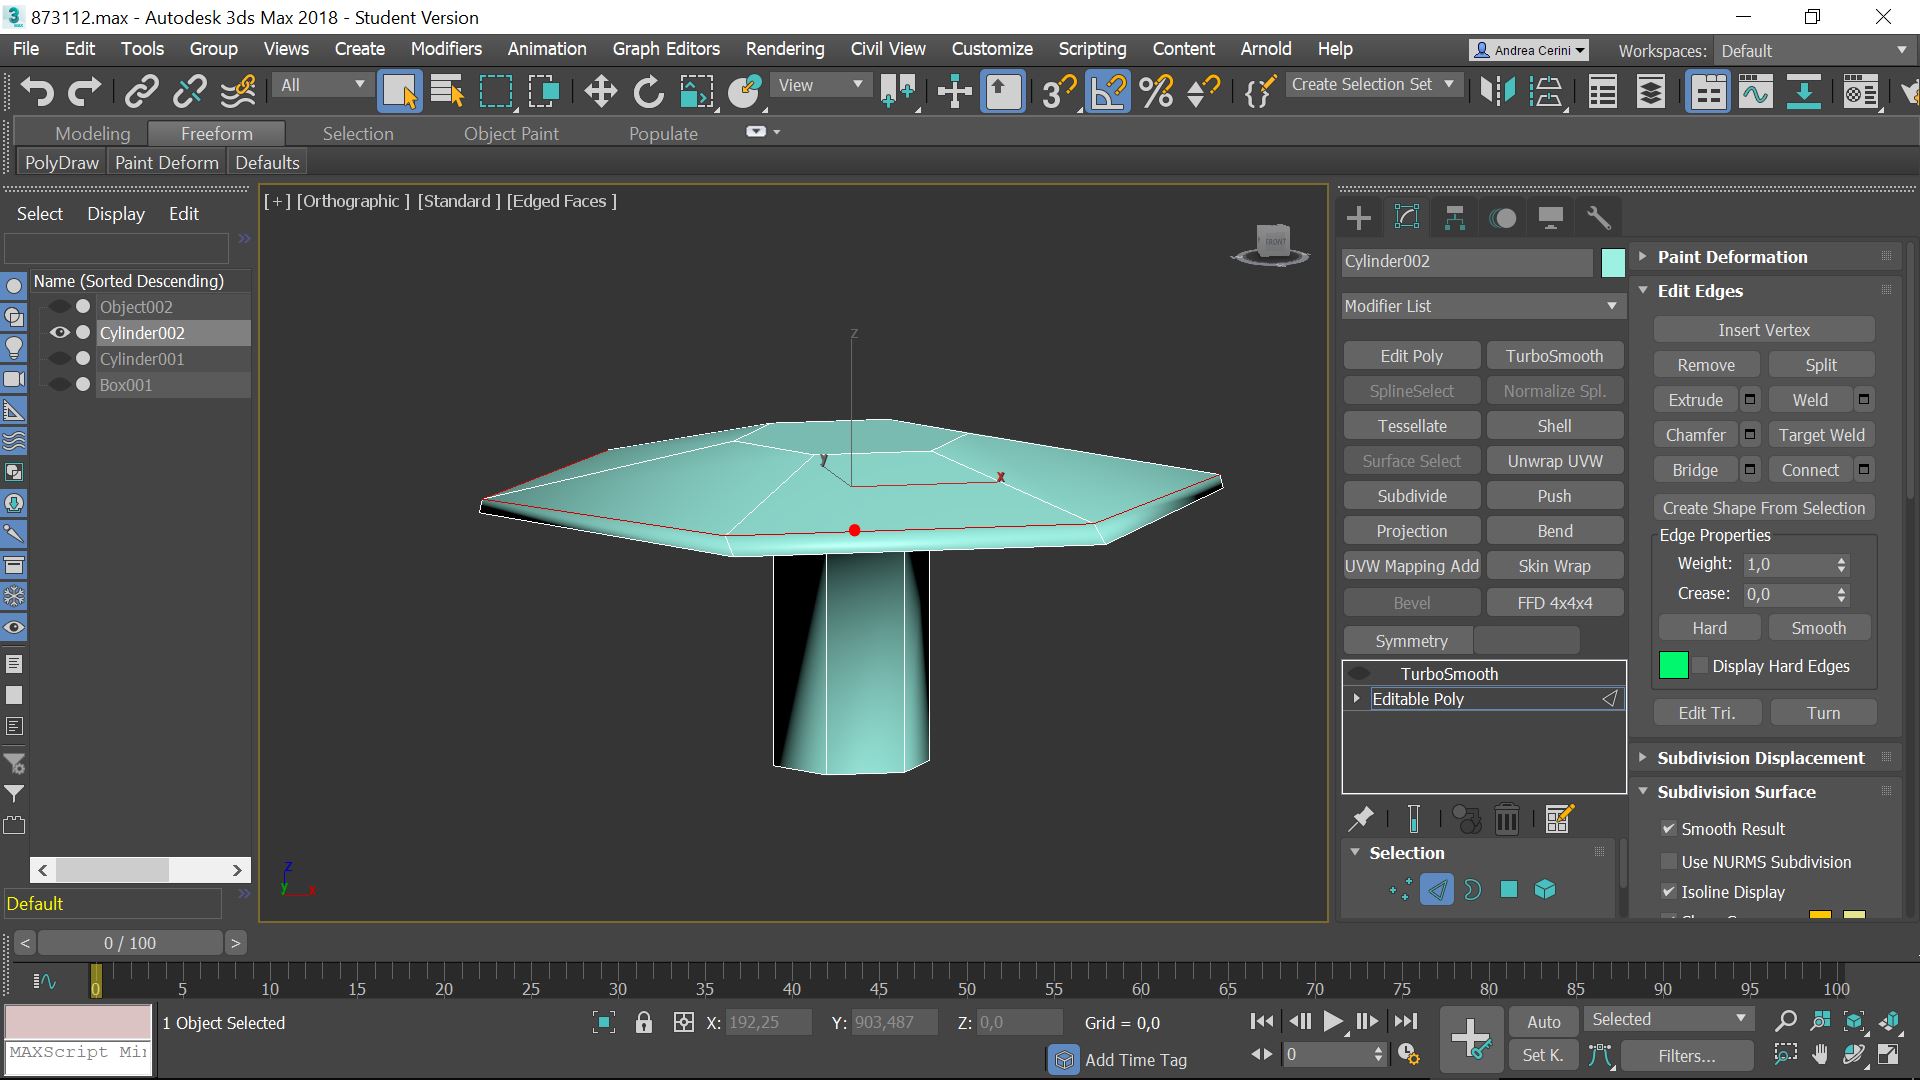 873112.max - Autodesk 3ds Max 2018 - Student Version
File Edit Tools Group Views Create Modifiers Animation Graph Editors Rendering Civil View Customize Scripting Content Arnold Help Andrea Cerini Workspaces: Default
All View 3 Create Selection Set
Modeling Freeform Selection Object Paint Populate
PolyDraw Paint Deform Defaults
Select Display Edit
[ + ] [Orthographic ] [Standard ] [Edged Faces ]
Name (Sorted Descending)
Object002
Cylinder002
Cylinder001
Box001
Default
z
y
x
FRONT
z
y x
Cylinder002
Modifier List
Edit Poly TurboSmooth
SplineSelect Normalize Spl.
Tessellate Shell
Surface Select Unwrap UVW
Subdivide Push
Projection Bend
UVW Mapping Add Skin Wrap
Bevel FFD 4x4x4
Symmetry
TurboSmooth
Editable Poly
Selection
Paint Deformation
Edit Edges
Insert Vertex
Remove Split
Extrude Weld
Chamfer Target Weld
Bridge Connect
Create Shape From Selection
Edge Properties
Weight: 1,0
Crease: 0,0
Hard Smooth
Display Hard Edges
Edit Tri. Turn
Subdivision Displacement
Subdivision Surface
Smooth Result
Use NURMS Subdivision
Isoline Display
< 0 / 100 >
0 5 10 15 20 25 30 35 40 45 50 55 60 65 70 75 80 85 90 95 100
1 Object Selected X: 192,25 Y: 903,487 Z: 0,0 Grid = 0,0 Auto Selected
MAXScript Mi Add Time Tag 0 Set K. Filters...